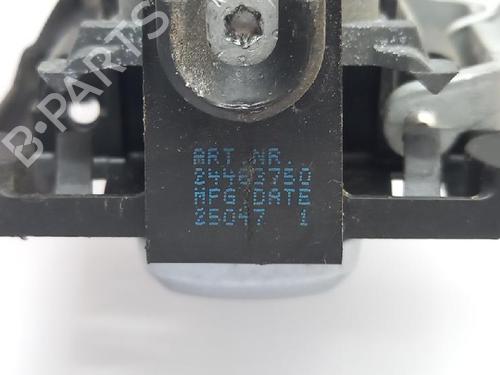 B-PARTS
ART.NR.
24463750
MFG DATE
25047 1